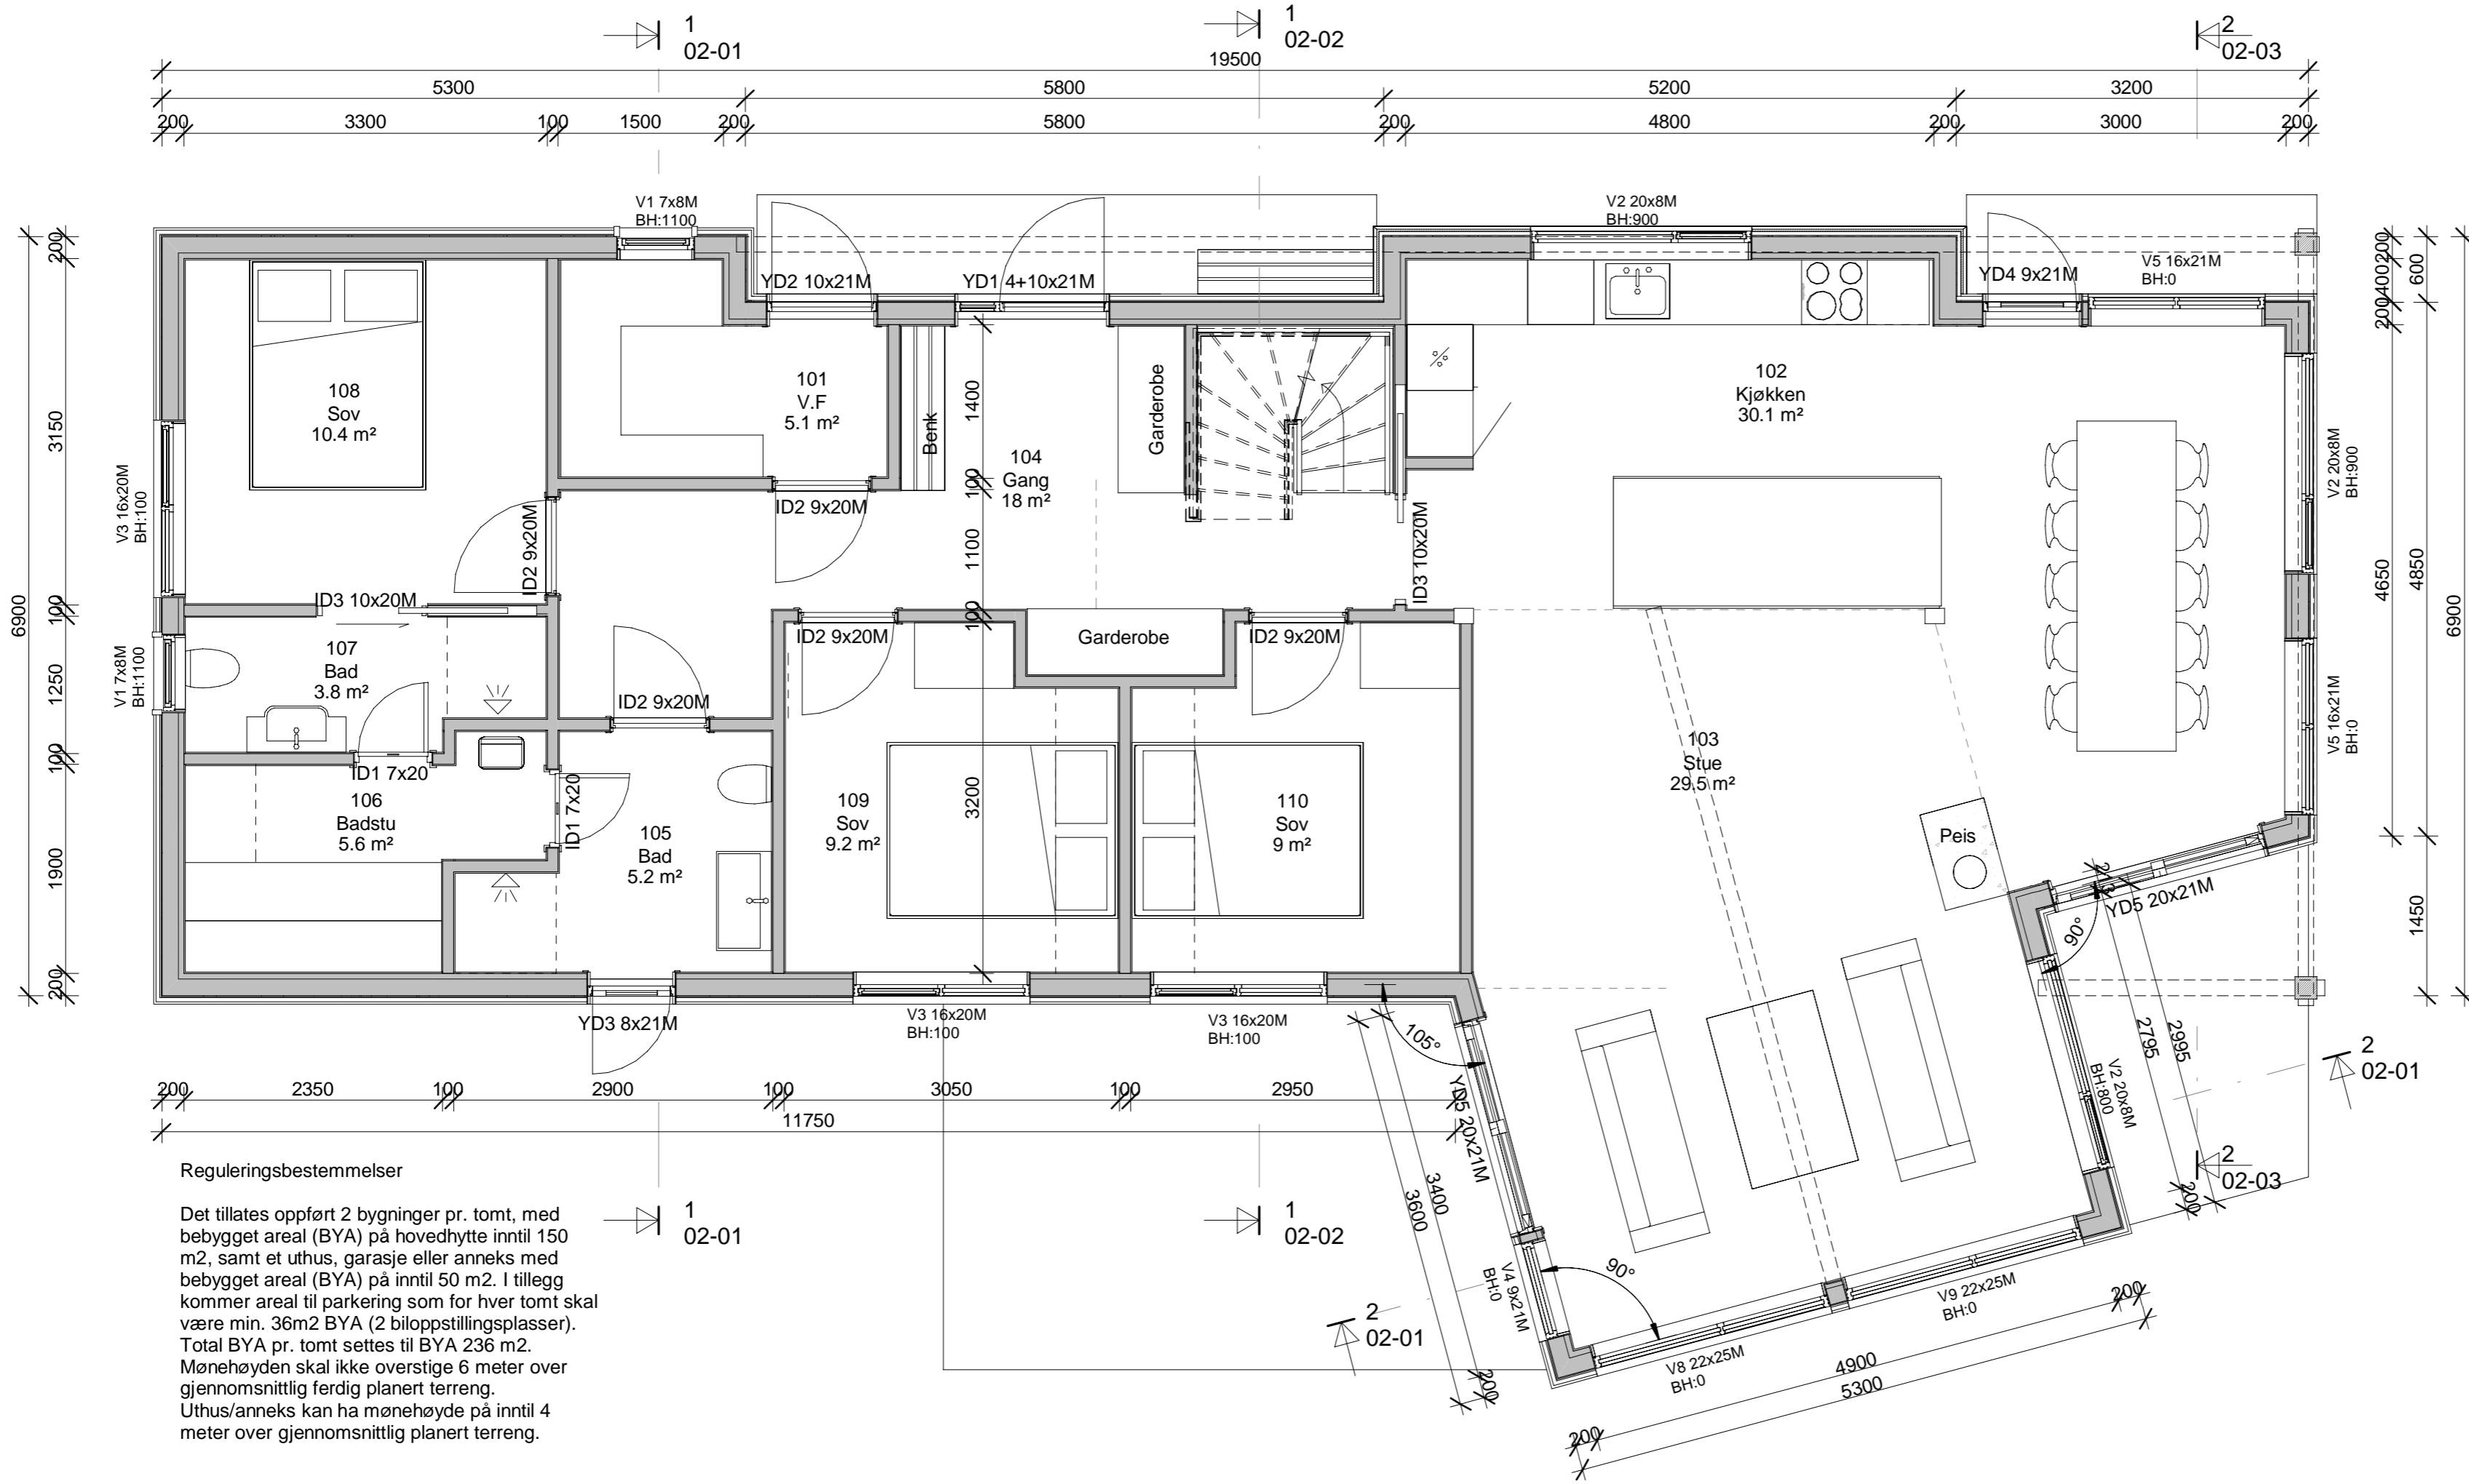 1
02-01
1
02-02
2
02-03
19500
5300
5800
5200
3200
200
3300
100
1500
200
5800
200
4800
200
3000
200
V1 7x8M
BH:1100
V2 20x8M
BH:900
YD2 10x21M
YD1 4+10x21M
YD4 9x21M
V5 16x21M
BH:0
6900
200
3150
100
1250
100
1900
200
V3 16x20M
BH:100
V1 7x8M
BH:1100
108
Sov
10.4 m²
101
V.F
5.1 m²
Benk
104
Gang
18 m²
Garderobe
102
Kjøkken
30.1 m²
1400
100
1100
100
3200
ID2 9x20M
ID2 9x20M
ID3 10x20M
ID3 10x20M
ID2 9x20M
Garderobe
ID2 9x20M
107
Bad
3.8 m²
ID2 9x20M
ID1 7x20
106
Badstu
5.6 m²
ID1 7x20
105
Bad
5.2 m²
109
Sov
9.2 m²
110
Sov
9 m²
103
Stue
29.5 m²
Peis
V2 20x8M
BH:900
V5 16x21M
BH:0
200
400
200
4650
600
4850
1450
6900
213
YD5 20x21M
90°
2795
2995
200
V2 20x8M
BH:800
YD3 8x21M
V3 16x20M
BH:100
V3 16x20M
BH:100
105°
YD5 20x21M
3400
3600
200
V4 9x21M
BH:0
90°
V8 22x25M
BH:0
V9 22x25M
BH:0
200
4900
200
5300
200
2350
100
2900
100
3050
100
2950
11750
2
02-01
2
02-03
1
02-01
1
02-02
2
02-01
Reguleringsbestemmelser
Det tillates oppført 2 bygninger pr. tomt, med
bebygget areal (BYA) på hovedhytte inntil 150
m2, samt et uthus, garasje eller anneks med
bebygget areal (BYA) på inntil 50 m2. I tillegg
kommer areal til parkering som for hver tomt skal
være min. 36m2 BYA (2 biloppstillingsplasser).
Total BYA pr. tomt settes til BYA 236 m2.
Mønehøyden skal ikke overstige 6 meter over
gjennomsnittlig ferdig planert terreng.
Uthus/anneks kan ha mønehøyde på inntil 4
meter over gjennomsnittlig planert terreng.